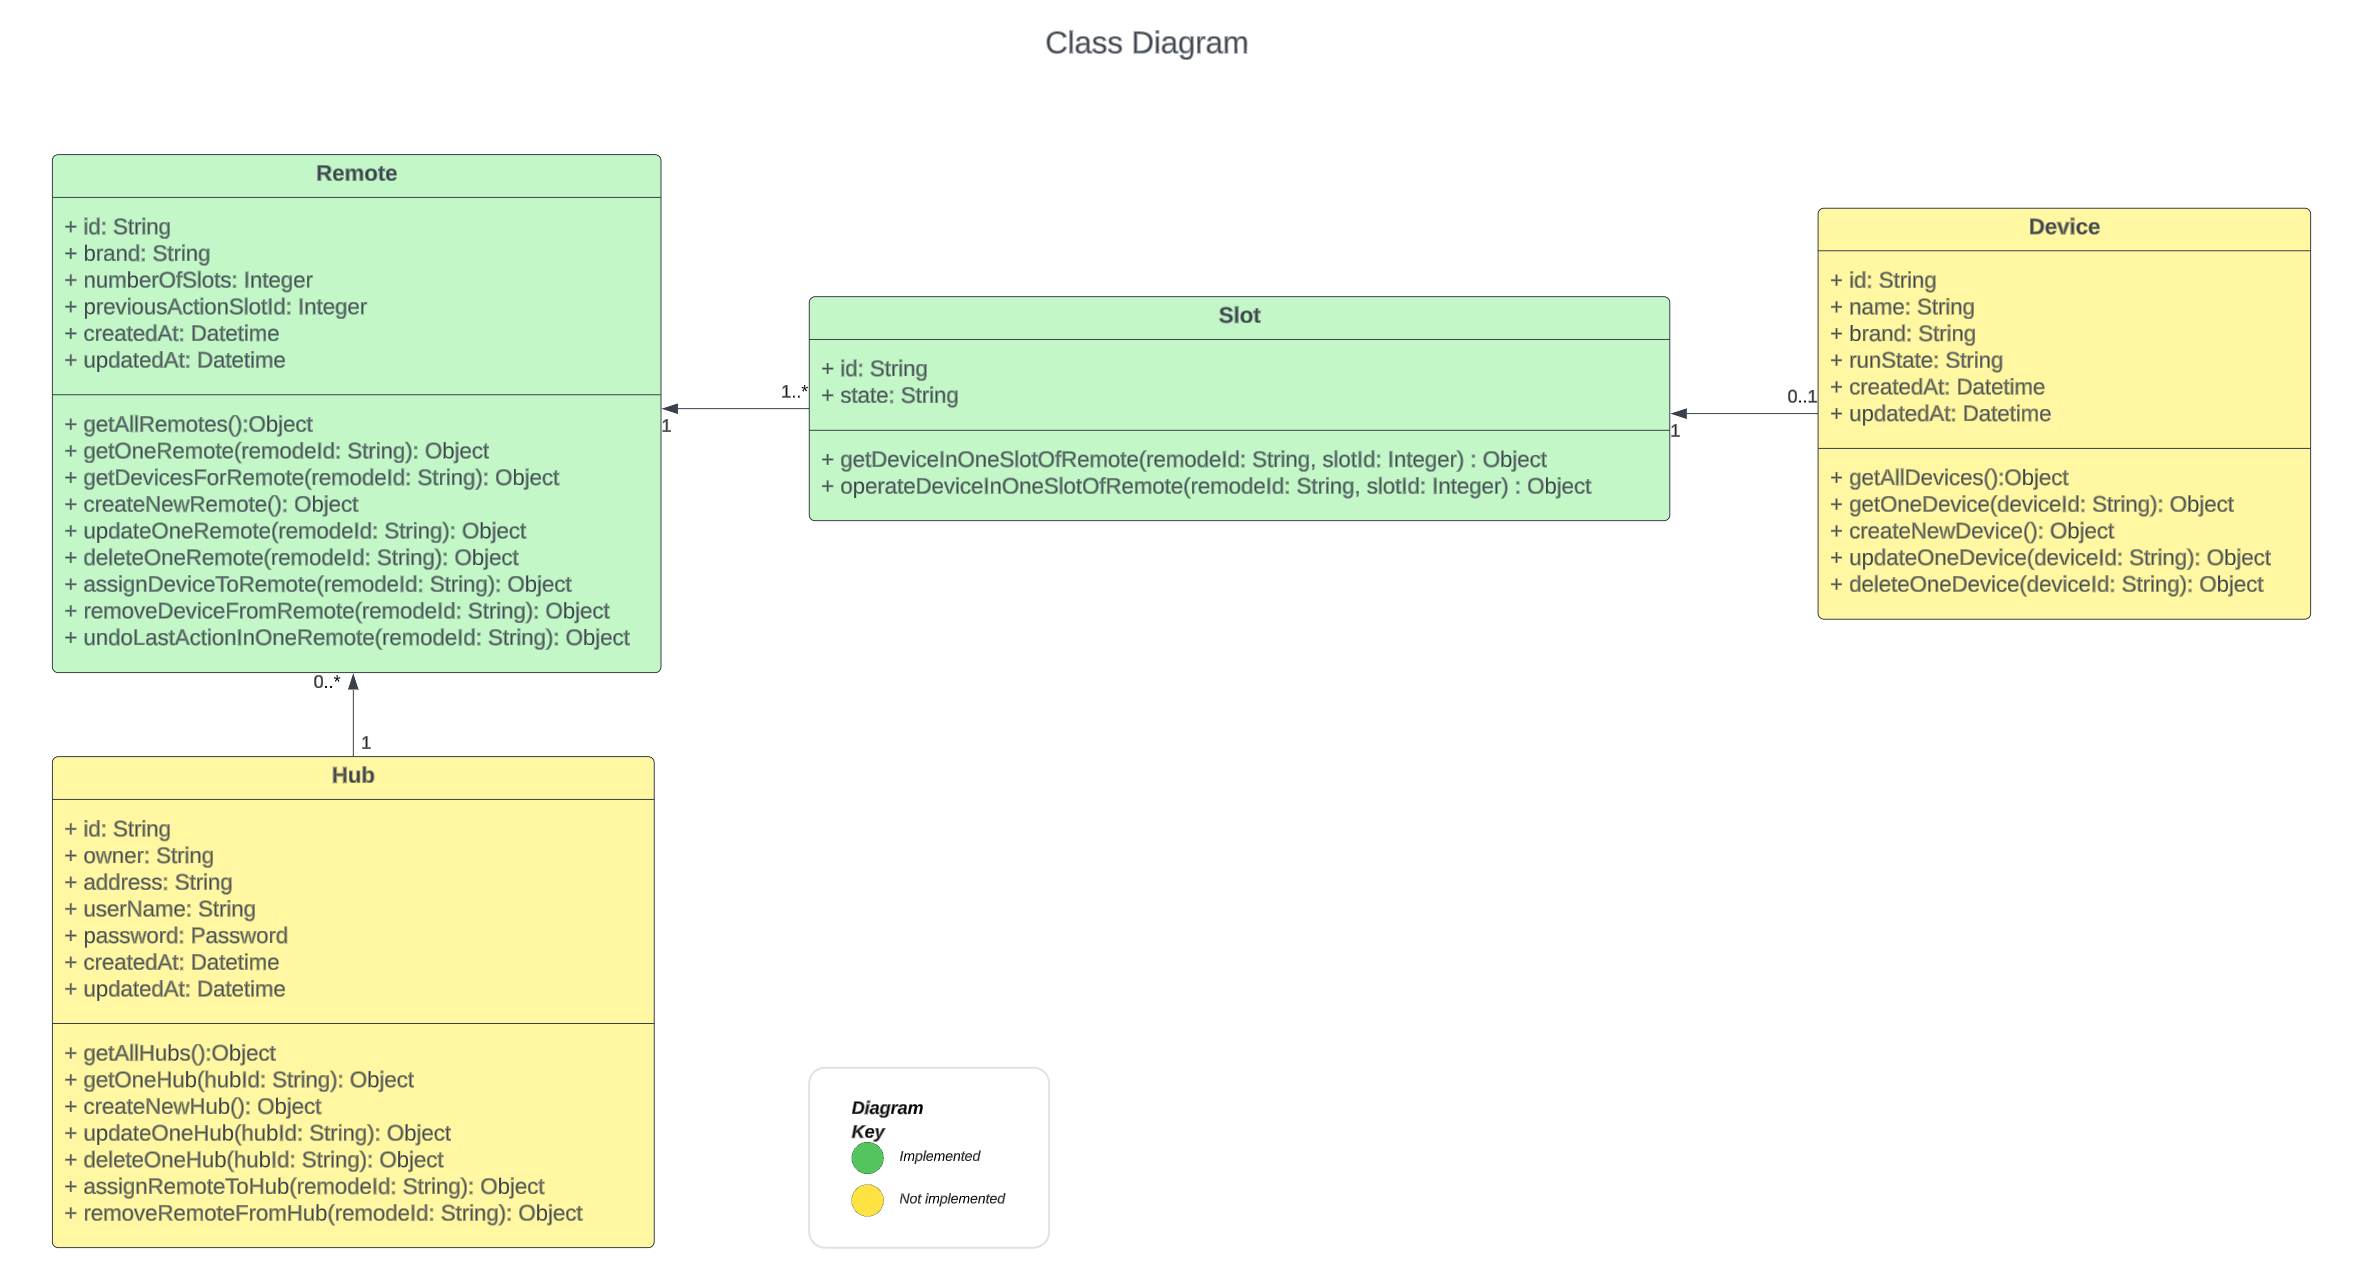 Class Diagram
Remote
+ id: String
+ brand: String
+ numberOfSlots: Integer
+ previousActionSlotId: Integer
+ createdAt: Datetime
+ updatedAt: Datetime
+ getAllRemotes():Object
+ getOneRemote(remodeId: String): Object
+ getDevicesForRemote(remodeId: String): Object
+ createNewRemote(): Object
+ updateOneRemote(remodeId: String): Object
+ deleteOneRemote(remodeId: String): Object
+ assignDeviceToRemote(remodeId: String): Object
+ removeDeviceFromRemote(remodeId: String): Object
+ undoLastActionInOneRemote(remodeId: String): Object
1..*
1
Slot
+ id: String
+ state: String
+ getDeviceInOneSlotOfRemote(remodeId: String, slotId: Integer) : Object
+ operateDeviceInOneSlotOfRemote(remodeId: String, slotId: Integer) : Object
0..1
1
Device
+ id: String
+ name: String
+ brand: String
+ runState: String
+ createdAt: Datetime
+ updatedAt: Datetime
+ getAllDevices():Object
+ getOneDevice(deviceId: String): Object
+ createNewDevice(): Object
+ updateOneDevice(deviceId: String): Object
+ deleteOneDevice(deviceId: String): Object
0..*
1
Hub
+ id: String
+ owner: String
+ address: String
+ userName: String
+ password: Password
+ createdAt: Datetime
+ updatedAt: Datetime
+ getAllHubs():Object
+ getOneHub(hubId: String): Object
+ createNewHub(): Object
+ updateOneHub(hubId: String): Object
+ deleteOneHub(hubId: String): Object
+ assignRemoteToHub(remodeId: String): Object
+ removeRemoteFromHub(remodeId: String): Object
Diagram
Key
Implemented
Not implemented